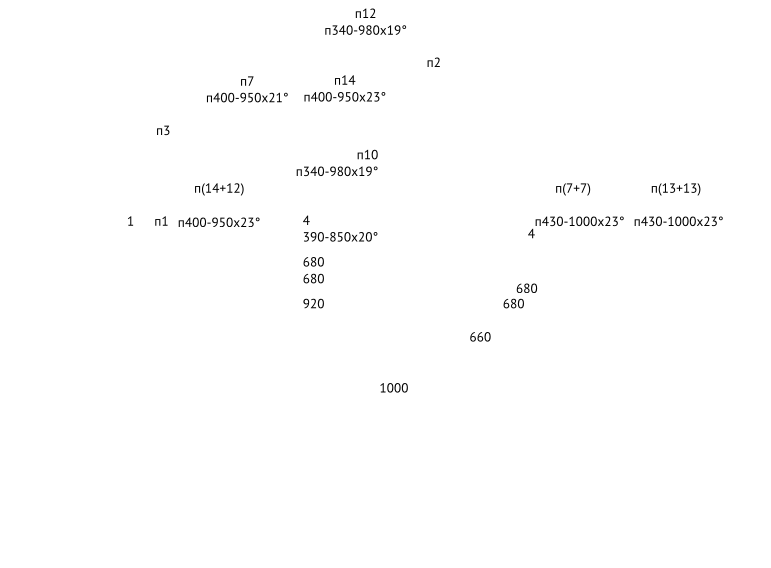 п12
п340-980x19°
п2
п7
п400-950x21°
п14
п400-950x23°
п3
п10
п340-980x19°
п(14+12)
п(7+7)
п(13+13)
1
п1
п400-950x23°
4
390-850x20°
п430-1000x23°
п430-1000x23°
4
680
680
680
920
680
660
1000